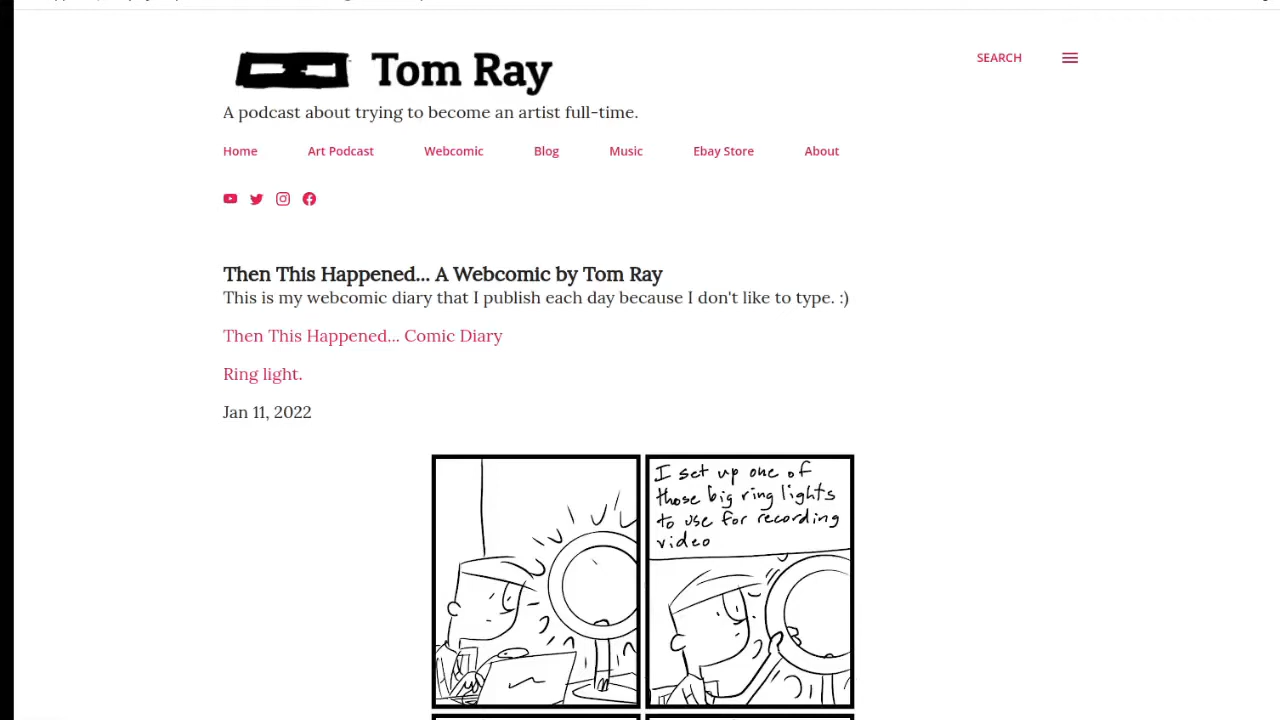 Tom Ray
SEARCH
A podcast about trying to become an artist full-time.
Home Art Podcast Webcomic Blog Music Ebay Store About
Then This Happened... A Webcomic by Tom Ray
This is my webcomic diary that I publish each day because I don't like to type. :)
Then This Happened... Comic Diary
Ring light.
Jan 11, 2022
I set up one of
those big ring lights
to use for recording
video